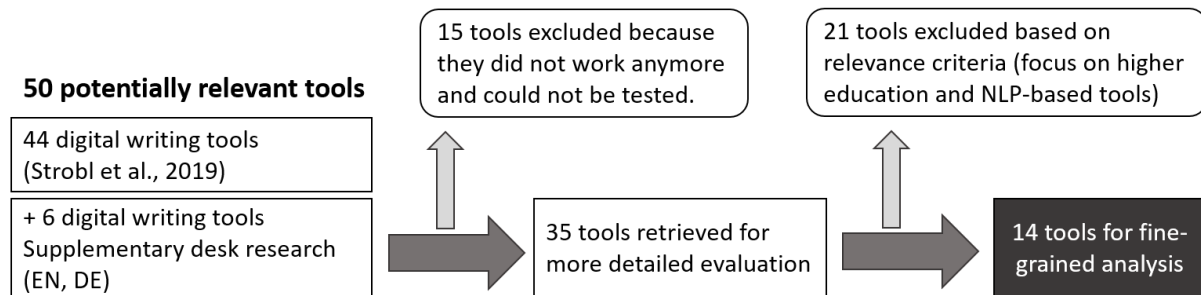 50 potentially relevant tools
44 digital writing tools
(Strobl et al., 2019)
+ 6 digital writing tools
Supplementary desk research
(EN, DE)
15 tools excluded because
they did not work anymore
and could not be tested.
35 tools retrieved for
more detailed evaluation
21 tools excluded based on
relevance criteria (focus on higher
education and NLP-based tools)
14 tools for fine-
grained analysis